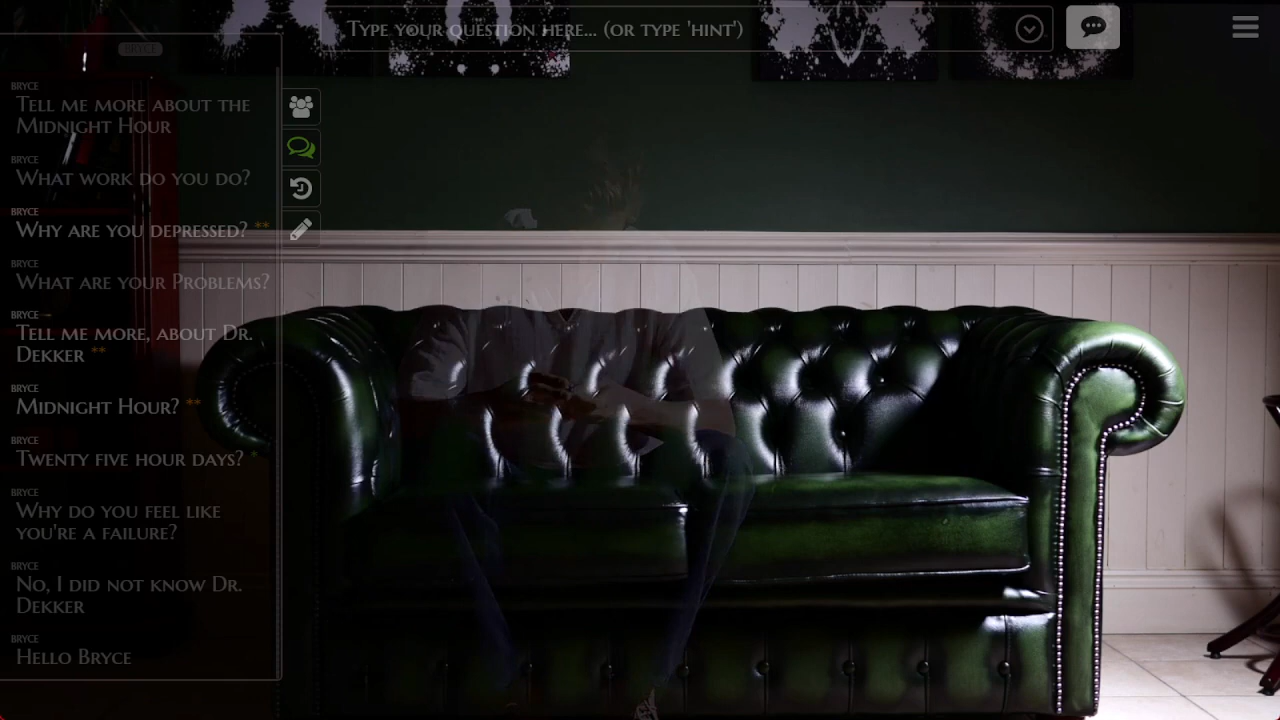 Type your question here... (or type 'hint')
BRYCE
BRYCE
Tell me more about the
Midnight Hour
BRYCE
What work do you do?
BRYCE
Why are you depressed? **
BRYCE
What are your Problems?
BRYCE
Tell me more, about Dr.
Dekker **
BRYCE
Midnight Hour? **
BRYCE
Twenty five hour days? *
BRYCE
Why do you feel like
you're a failure?
BRYCE
No, I did not know Dr.
Dekker
BRYCE
Hello Bryce